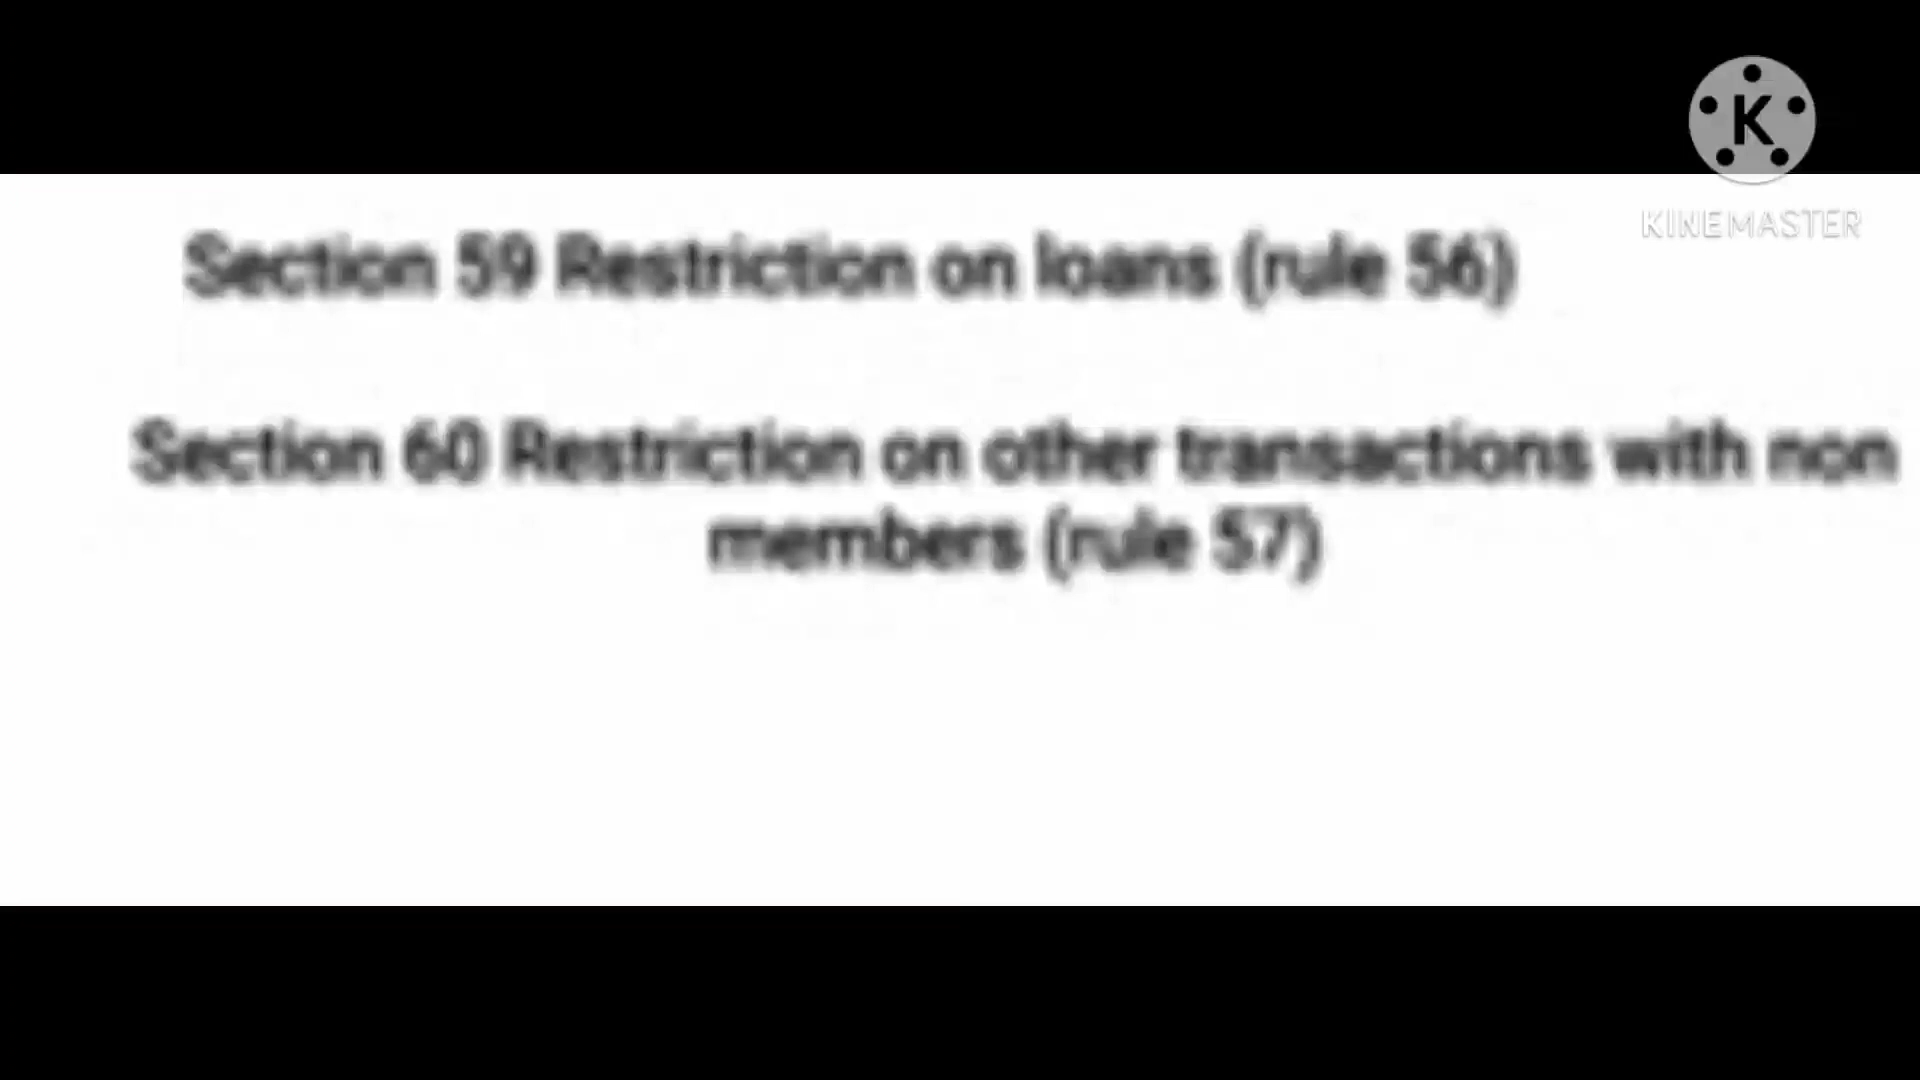 K
KINEMASTER
Section 59 Restriction on loans (rule 56)
Section 60 Restriction on other transactions with non
members (rule 57)